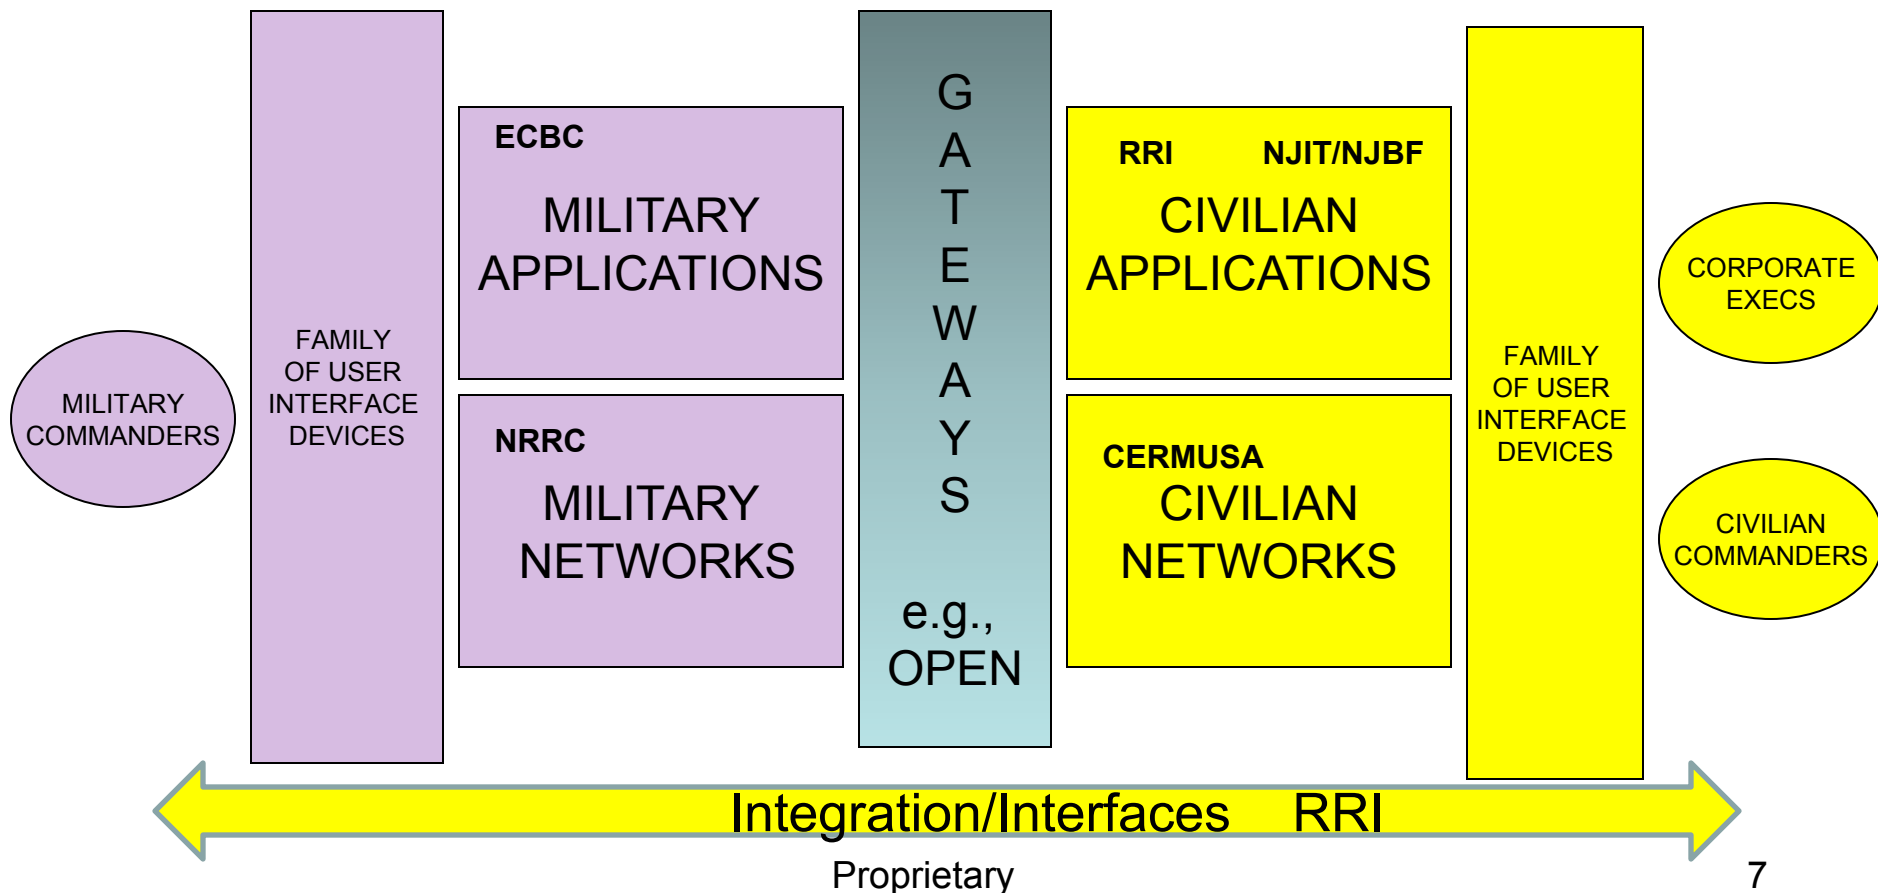 MILITARY
COMMANDERS
FAMILY
OF USER
INTERFACE
DEVICES
ECBC
MILITARY
APPLICATIONS
NRRC
MILITARY
NETWORKS
G
A
T
E
W
A
Y
S
e.g.,
OPEN
RRI NJIT/NJBF
CIVILIAN
APPLICATIONS
CERMUSA
CIVILIAN
NETWORKS
FAMILY
OF USER
INTERFACE
DEVICES
CORPORATE
EXECS
CIVILIAN
COMMANDERS
Integration/Interfaces RRI
Proprietary
7